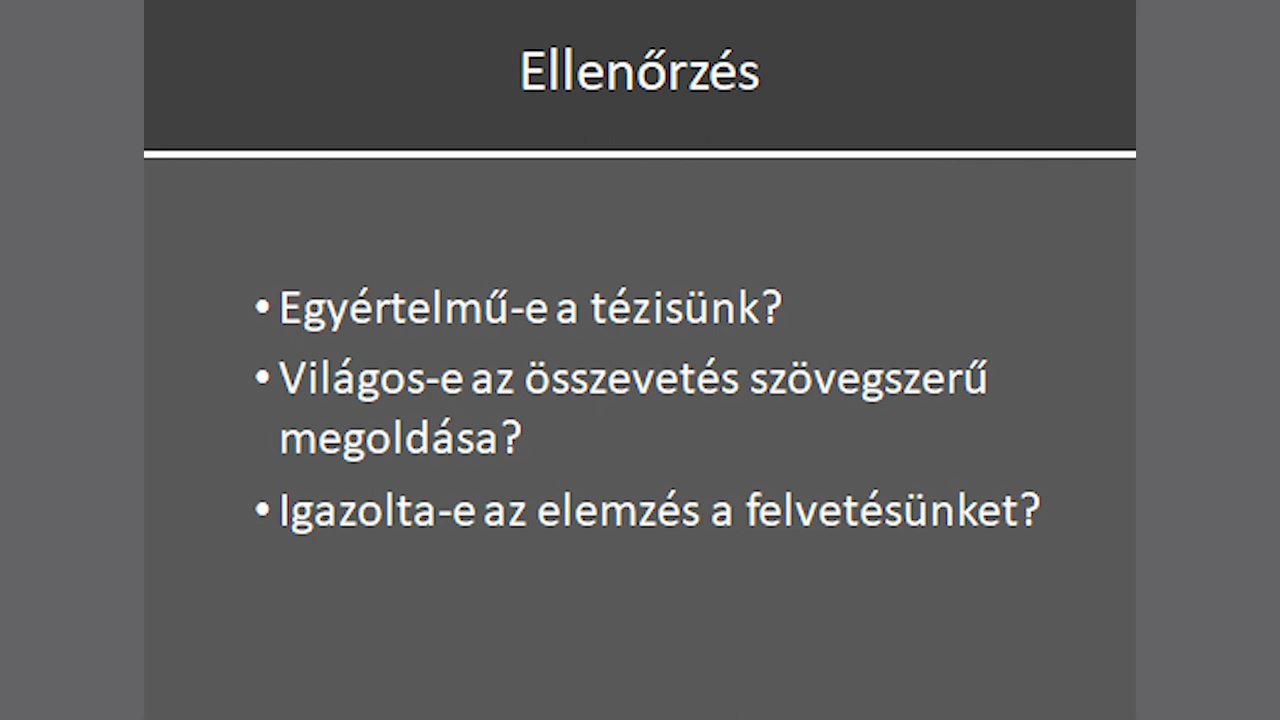 Ellenőrzés
• Egyértelmű-e a tézisünk?
• Világos-e az összevetés szövegszerű
megoldása?
• Igazolta-e az elemzés a felvetésünket?